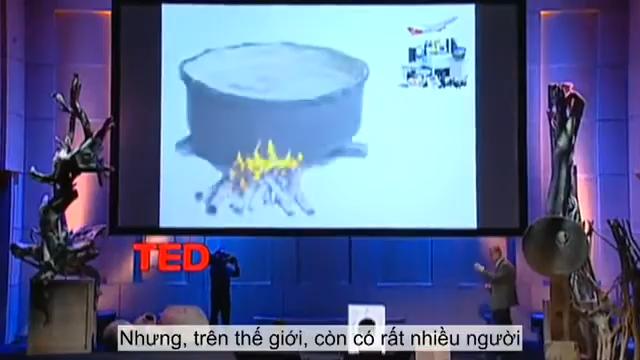 TED
Nhưng, trên thế giới, còn có rất nhiều người